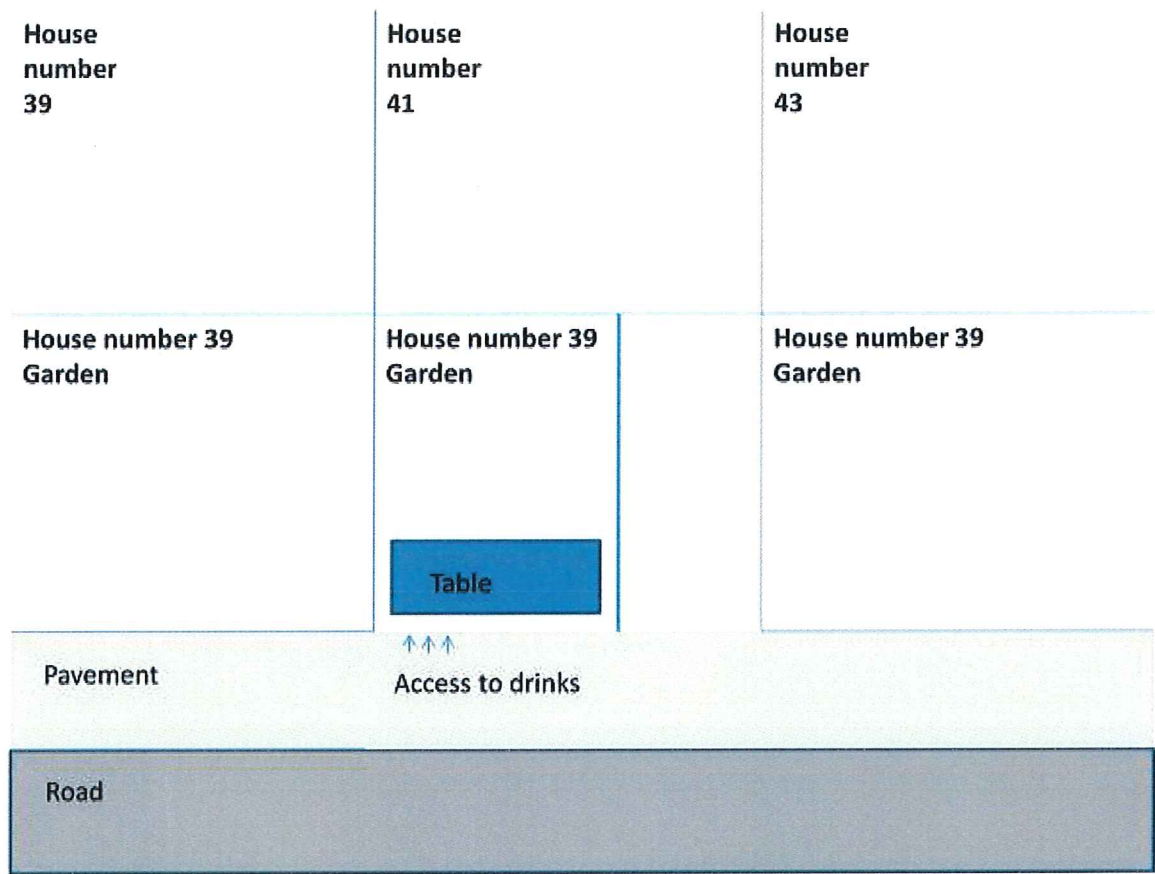 House
number
39
House
number
41
House
number
43
House number 39
Garden
House number 39
Garden
House number 39
Garden
Table
Pavement
Access to drinks
Road